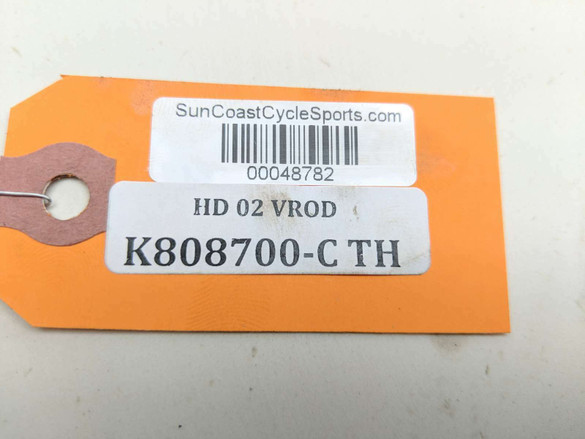 SunCoastCycleSports.com
00048782
HD 02 VROD
K808700-C TH